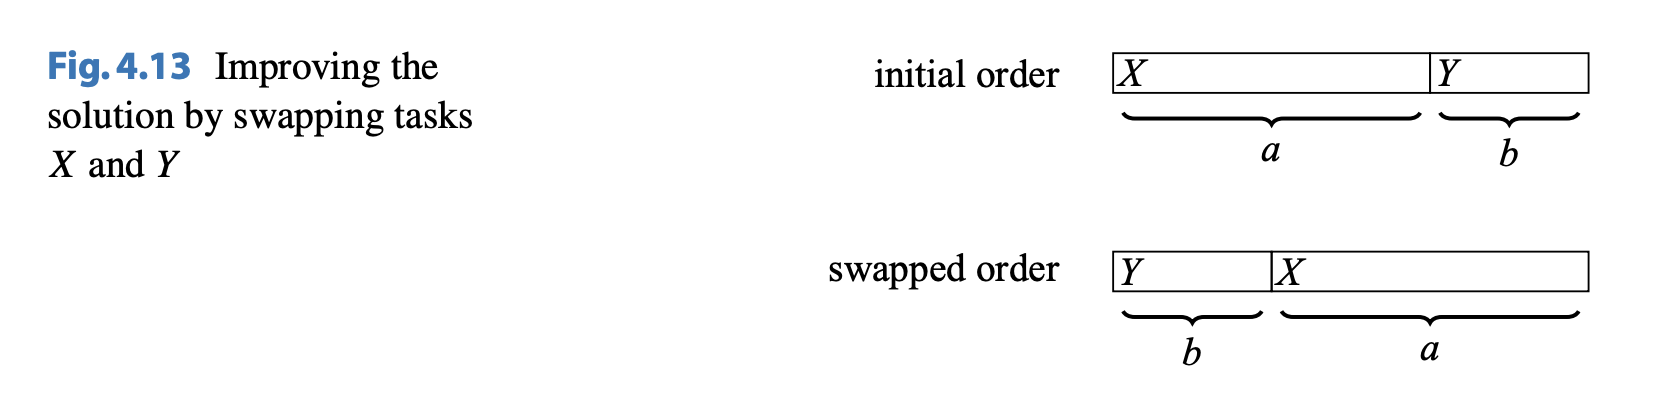 Fig. 4.13 Improving the
solution by swapping tasks
X and Y
initial order
X
Y
a
b
swapped order
Y
X
b
a